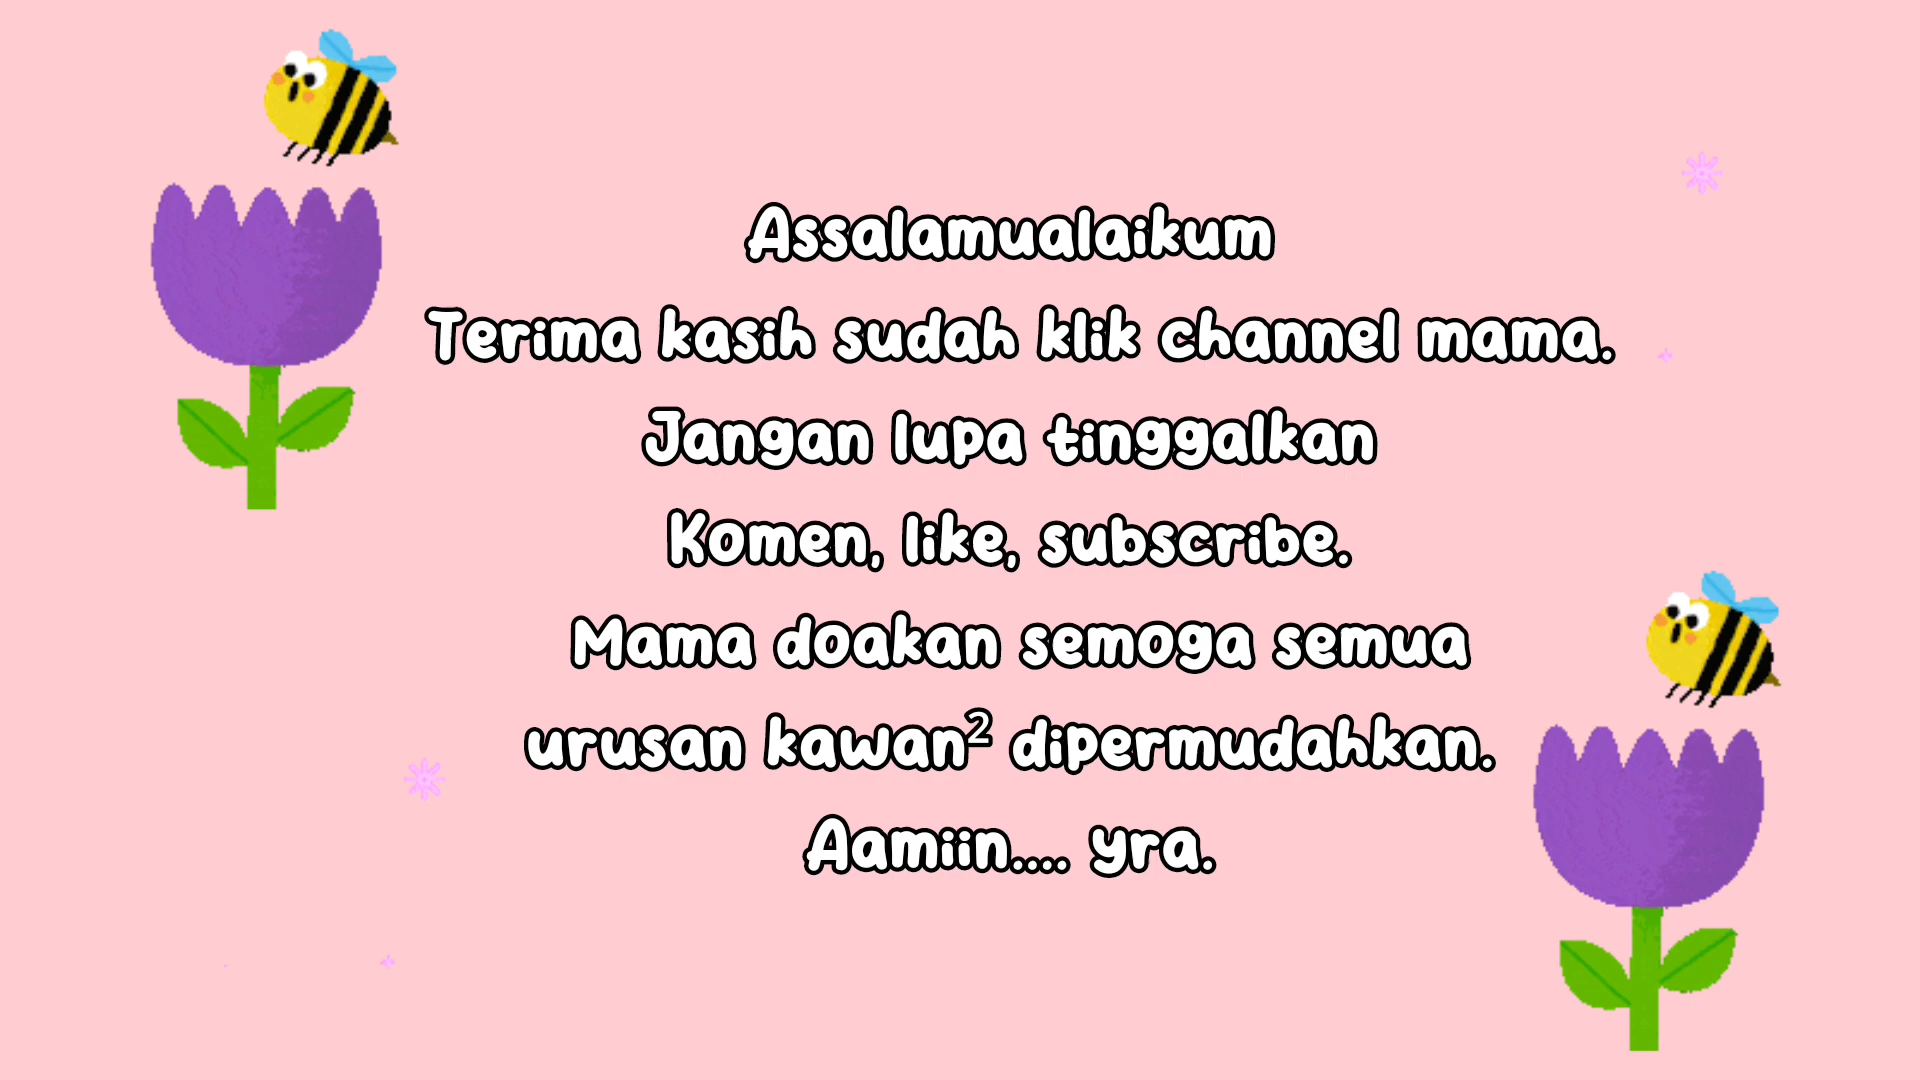 Assalamualaikum
Terima kasih sudah klik channel mama.
Jangan lupa tinggalkan
Komen, like, subscribe.
Mama doakan semoga semua
urusan kawan² dipermudahkan.
Aamiin.... yra.